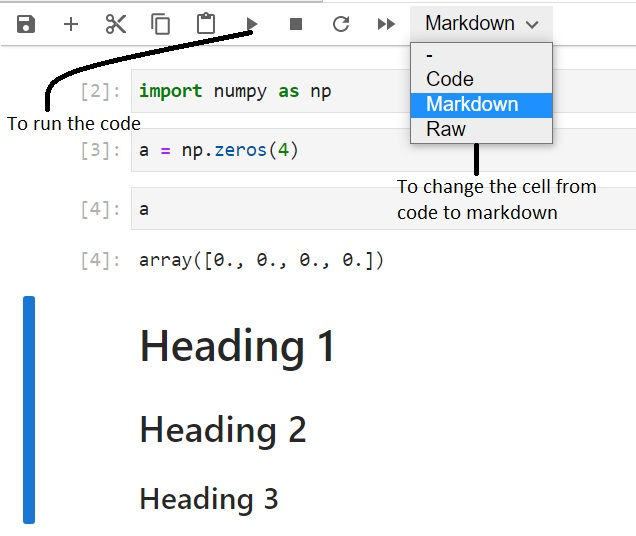 Markdown
-
Code
Markdown
Raw
[2]: import numpy as np
To run the code
[3]: a = np.zeros(4)
To change the cell from
code to markdown
[4]: a
[4]: array([0., 0., 0., 0.])
Heading 1
Heading 2
Heading 3